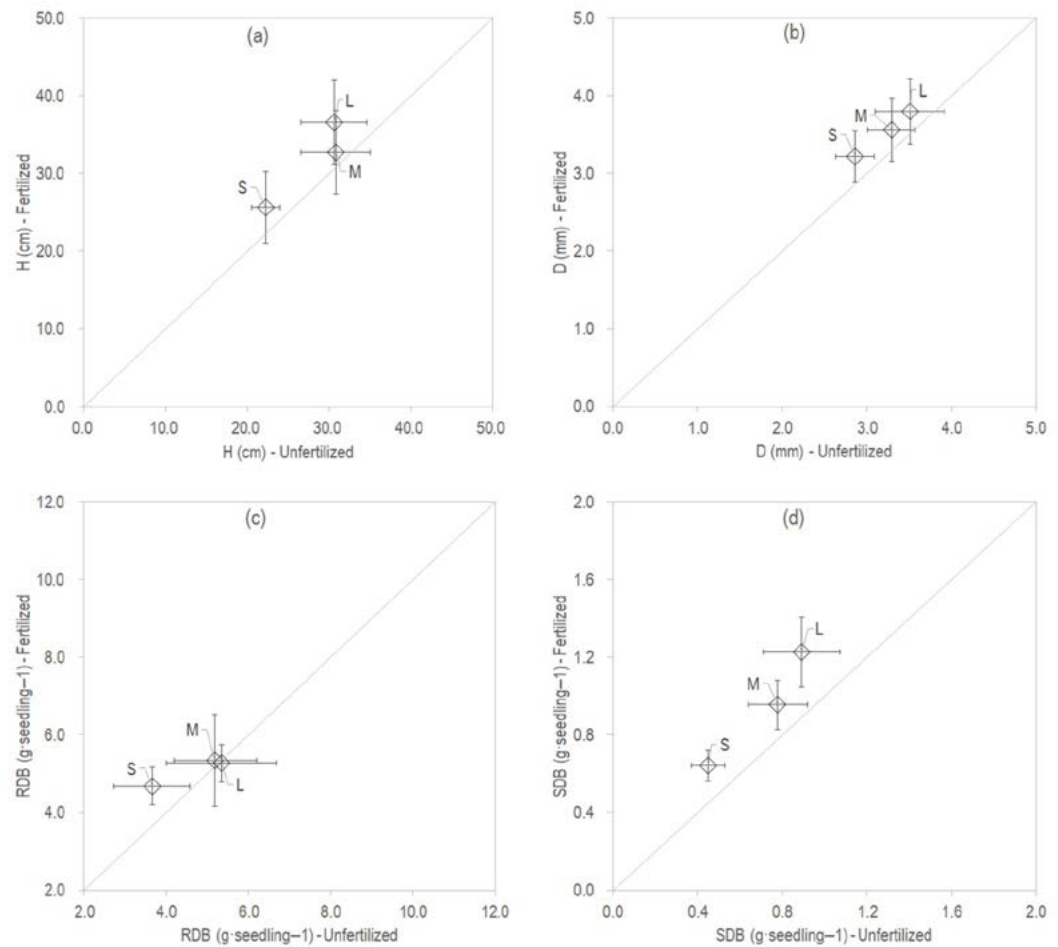 (a)
50.0
40.0
30.0
20.0
10.0
0.0
H (cm) - Fertilized
L
M
S
0.0 10.0 20.0 30.0 40.0 50.0
H (cm) - Unfertilized
(b)
5.0
4.0
3.0
2.0
1.0
0.0
D (mm) - Fertilized
L
M
S
0.0 1.0 2.0 3.0 4.0 5.0
D (mm) - Unfertilized
(c)
12.0
10.0
8.0
6.0
4.0
2.0
RDB (g·seedling–1) - Fertilized
M
S
L
2.0 4.0 6.0 8.0 10.0 12.0
RDB (g·seedling–1) - Unfertilized
(d)
2.0
1.6
1.2
0.8
0.4
0.0
SDB (g·seedling–1) - Fertilized
L
M
S
0.0 0.4 0.8 1.2 1.6 2.0
SDB (g·seedling–1) - Unfertilized